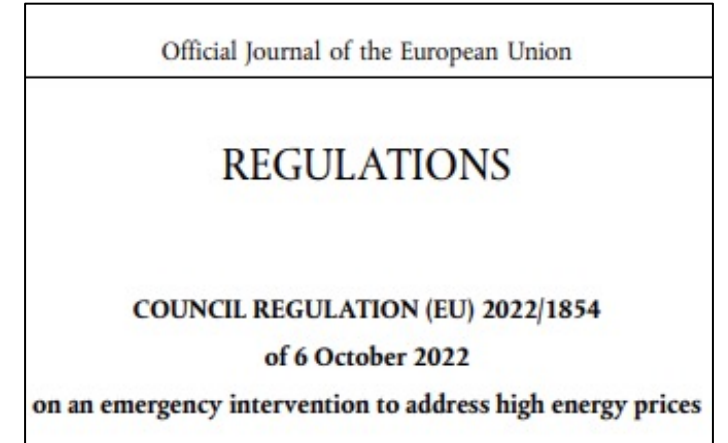 Official Journal of the European Union
REGULATIONS
COUNCIL REGULATION (EU) 2022/1854
of 6 October 2022
on an emergency intervention to address high energy prices